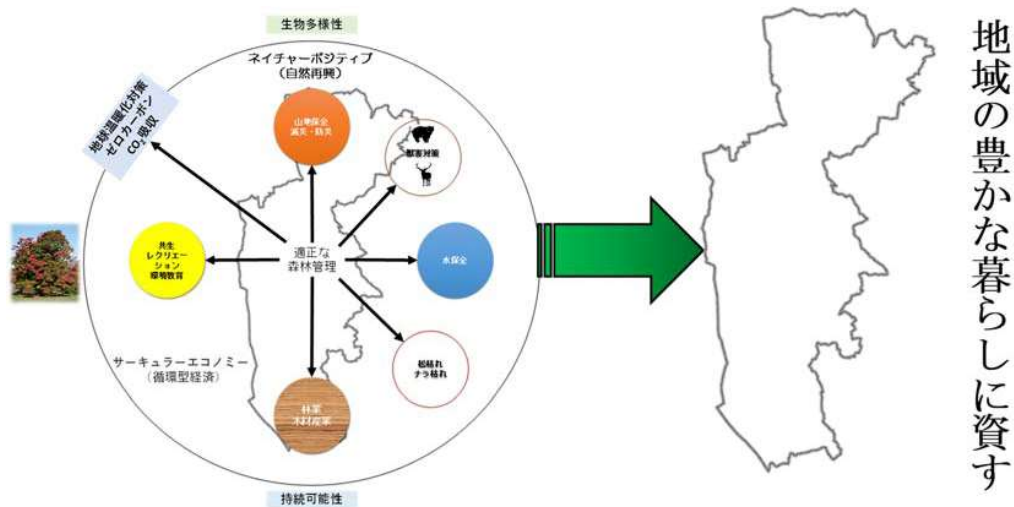 生物多様性
ネイチャーポジティブ
（自然再興）
地球温暖化対策
ゼロカーボン
CO₂吸収
山地保全
減災・防災
獣害対策
共生
レクリエー
ション
環境教育
適正な
森林管理
水保全
サーキュラーエコノミー
（循環型経済）
松枯れ
ナラ枯れ
林業
木材産業
持続可能性
地域の豊かな暮らしに資す